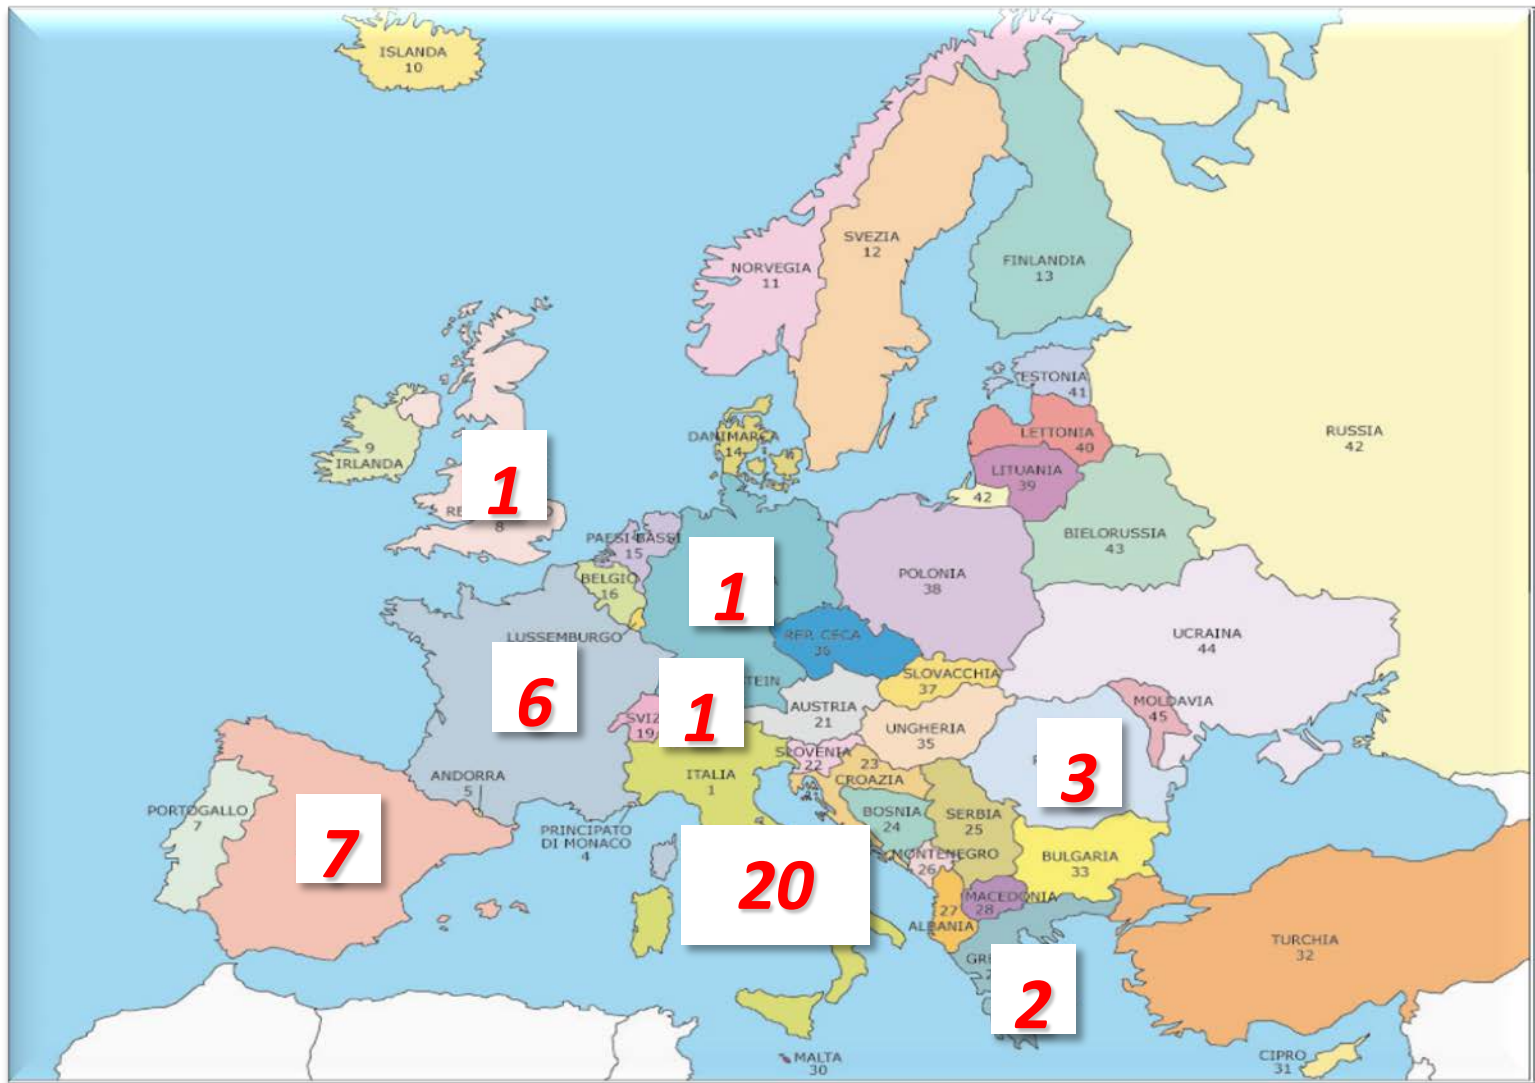 ISLANDA
10
SVEZIA
12
NORVEGIA
11
FINLANDIA
13
ESTONIA
41
LETTONIA
40
LITUANIA
39
42
RUSSIA
42
BIELORUSSIA
43
9
IRLANDA
1
8
DANIMARCA
14
PAESI BASSI
15
BELGIO
16
LUSSEMBURGO
1
POLONIA
38
REP. CECA
36
SLOVACCHIA
37
UCRAINA
44
MOLDAVIA
45
6
1
19
AUSTRIA
21
UNGHERIA
35
SLOVENIA
22
23
CROAZIA
3
ITALIA
1
ANDORRA
5
PORTOGALLO
7
7
PRINCIPATO
DI MONACO
4
BOSNIA
24
SERBIA
25
MONTENEGRO
26
BULGARIA
33
20
27
ALBANIA
MACEDONIA
28
2
TURCHIA
32
MALTA
30
CIPRO
31